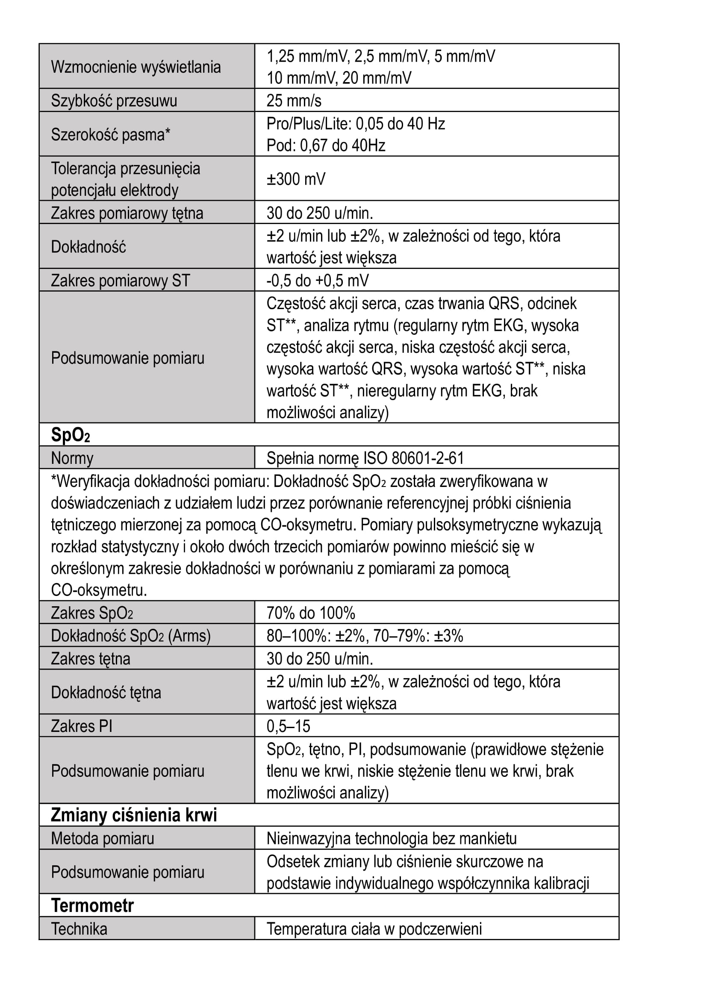 Wzmocnienie wyświetlania
1,25 mm/mV, 2,5 mm/mV, 5 mm/mV
10 mm/mV, 20 mm/mV
Szybkość przesuwu
25 mm/s
Szerokość pasma*
Pro/Plus/Lite: 0,05 do 40 Hz
Pod: 0,67 do 40Hz
Tolerancja przesunięcia
potencjału elektrody
±300 mV
Zakres pomiarowy tętna
30 do 250 u/min.
Dokładność
±2 u/min lub ±2%, w zależności od tego, która
wartość jest większa
Zakres pomiarowy ST
-0,5 do +0,5 mV
Podsumowanie pomiaru
Częstość akcji serca, czas trwania QRS, odcinek
ST**, analiza rytmu (regularny rytm EKG, wysoka
częstość akcji serca, niska częstość akcji serca,
wysoka wartość QRS, wysoka wartość ST**, niska
wartość ST**, nieregularny rytm EKG, brak
możliwości analizy)
SpO₂
Normy
Spełnia normę ISO 80601-2-61
*Weryfikacja dokładności pomiaru: Dokładność SpO₂ została zweryfikowana w
doświadczeniach z udziałem ludzi przez porównanie referencyjnej próbki ciśnienia
tętniczego mierzonej za pomocą CO-oksymetru. Pomiary pulsoksymetryczne wykazują
rozkład statystyczny i około dwóch trzecich pomiarów powinno mieścić się w
określonym zakresie dokładności w porównaniu z pomiarami za pomocą
CO-oksymetru.
Zakres SpO₂
70% do 100%
Dokładność SpO₂ (Arms)
80–100%: ±2%, 70–79%: ±3%
Zakres tętna
30 do 250 u/min.
Dokładność tętna
±2 u/min lub ±2%, w zależności od tego, która
wartość jest większa
Zakres PI
0,5–15
Podsumowanie pomiaru
SpO₂, tętno, PI, podsumowanie (prawidłowe stężenie
tlenu we krwi, niskie stężenie tlenu we krwi, brak
możliwości analizy)
Zmiany ciśnienia krwi
Metoda pomiaru
Nieinwazyjna technologia bez mankietu
Podsumowanie pomiaru
Odsetek zmiany lub ciśnienie skurczowe na
podstawie indywidualnego współczynnika kalibracji
Termometr
Technika
Temperatura ciała w podczerwieni